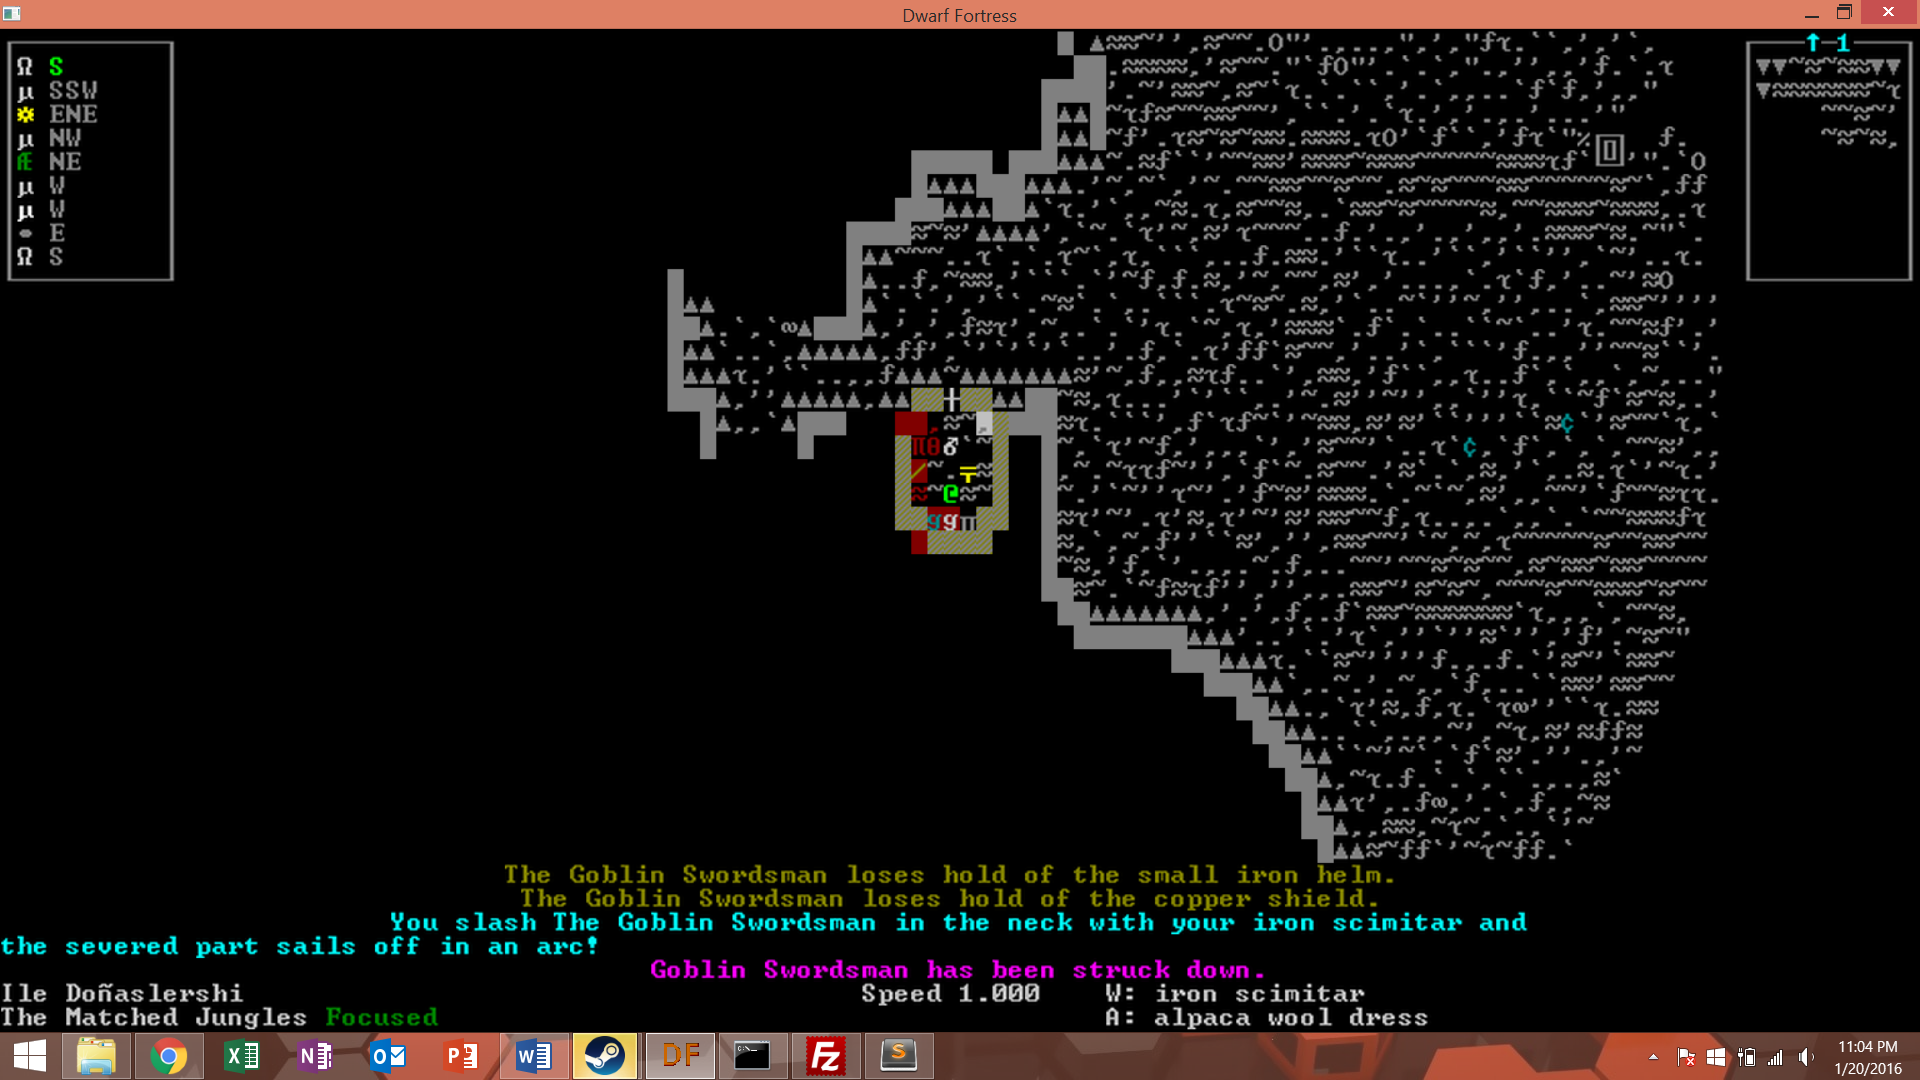 Dwarf Fortress
Ω S
µ SSW
☼ ENE
µ NW
Æ NE
µ W
µ W
E
Ω S
↑ 1
The Goblin Swordsman loses hold of the small iron helm.
The Goblin Swordsman loses hold of the copper shield.
You slash The Goblin Swordsman in the neck with your iron scimitar and
the severed part sails off in an arc!
Goblin Swordsman has been struck down.
Ile Doñaslershi
Speed 1.000
W: iron scimitar
The Matched Jungles Focused
A: alpaca wool dress
DF
11:04 PM
1/20/2016